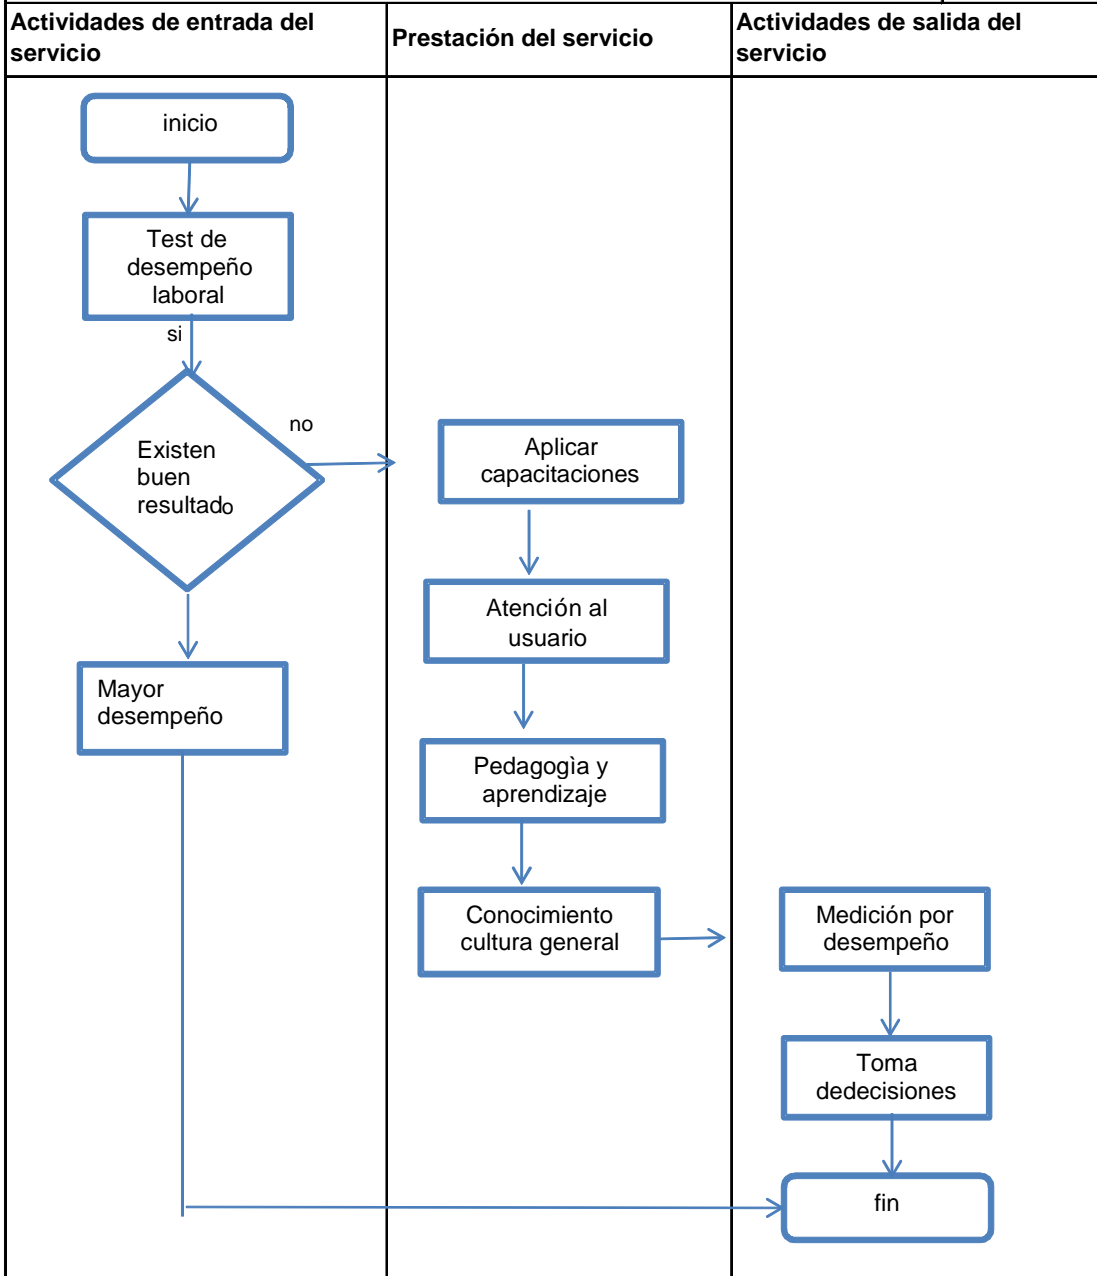 Actividades de entrada del
servicio
Prestación del servicio
Actividades de salida del
servicio
inicio
Test de
desempeño
laboral
si
Existen
buen
resultado
no
Mayor
desempeño
Aplicar
capacitaciones
Atención al
usuario
Pedagogìa y
aprendizaje
Conocimiento
cultura general
Medición por
desempeño
Toma
dedecisiones
fin